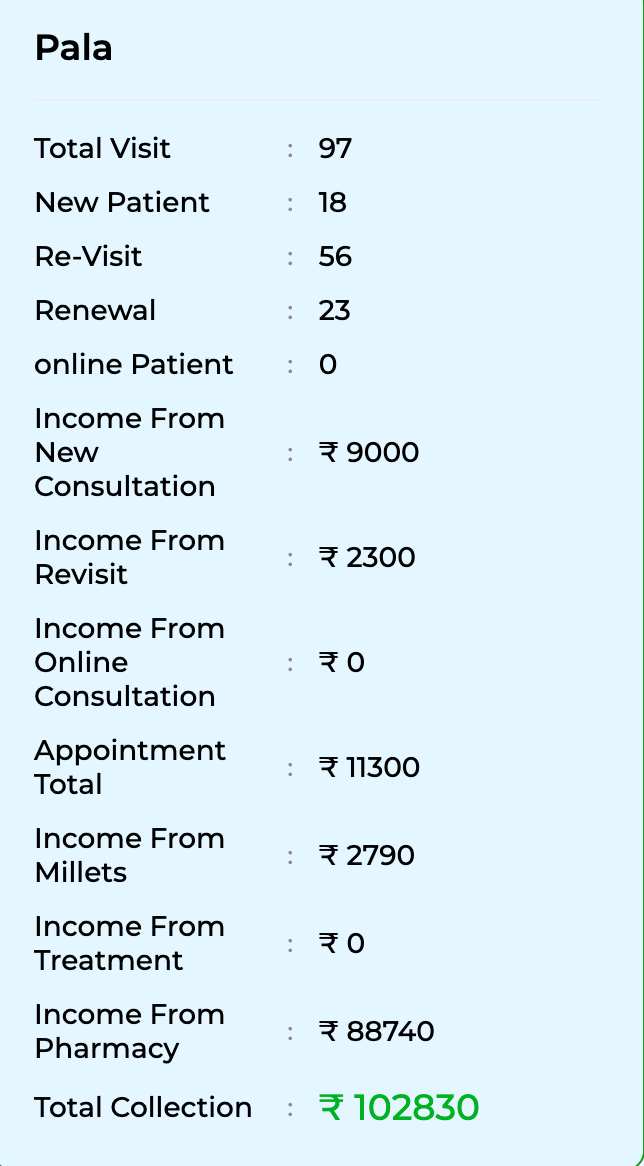 Pala
Total Visit : 97
New Patient : 18
Re-Visit : 56
Renewal : 23
online Patient : 0
Income From
New : ₹ 9000
Consultation
Income From
Revisit : ₹ 2300
Income From
Online : ₹ 0
Consultation
Appointment
Total : ₹ 11300
Income From
Millets : ₹ 2790
Income From
Treatment : ₹ 0
Income From
Pharmacy : ₹ 88740
Total Collection : ₹ 102830